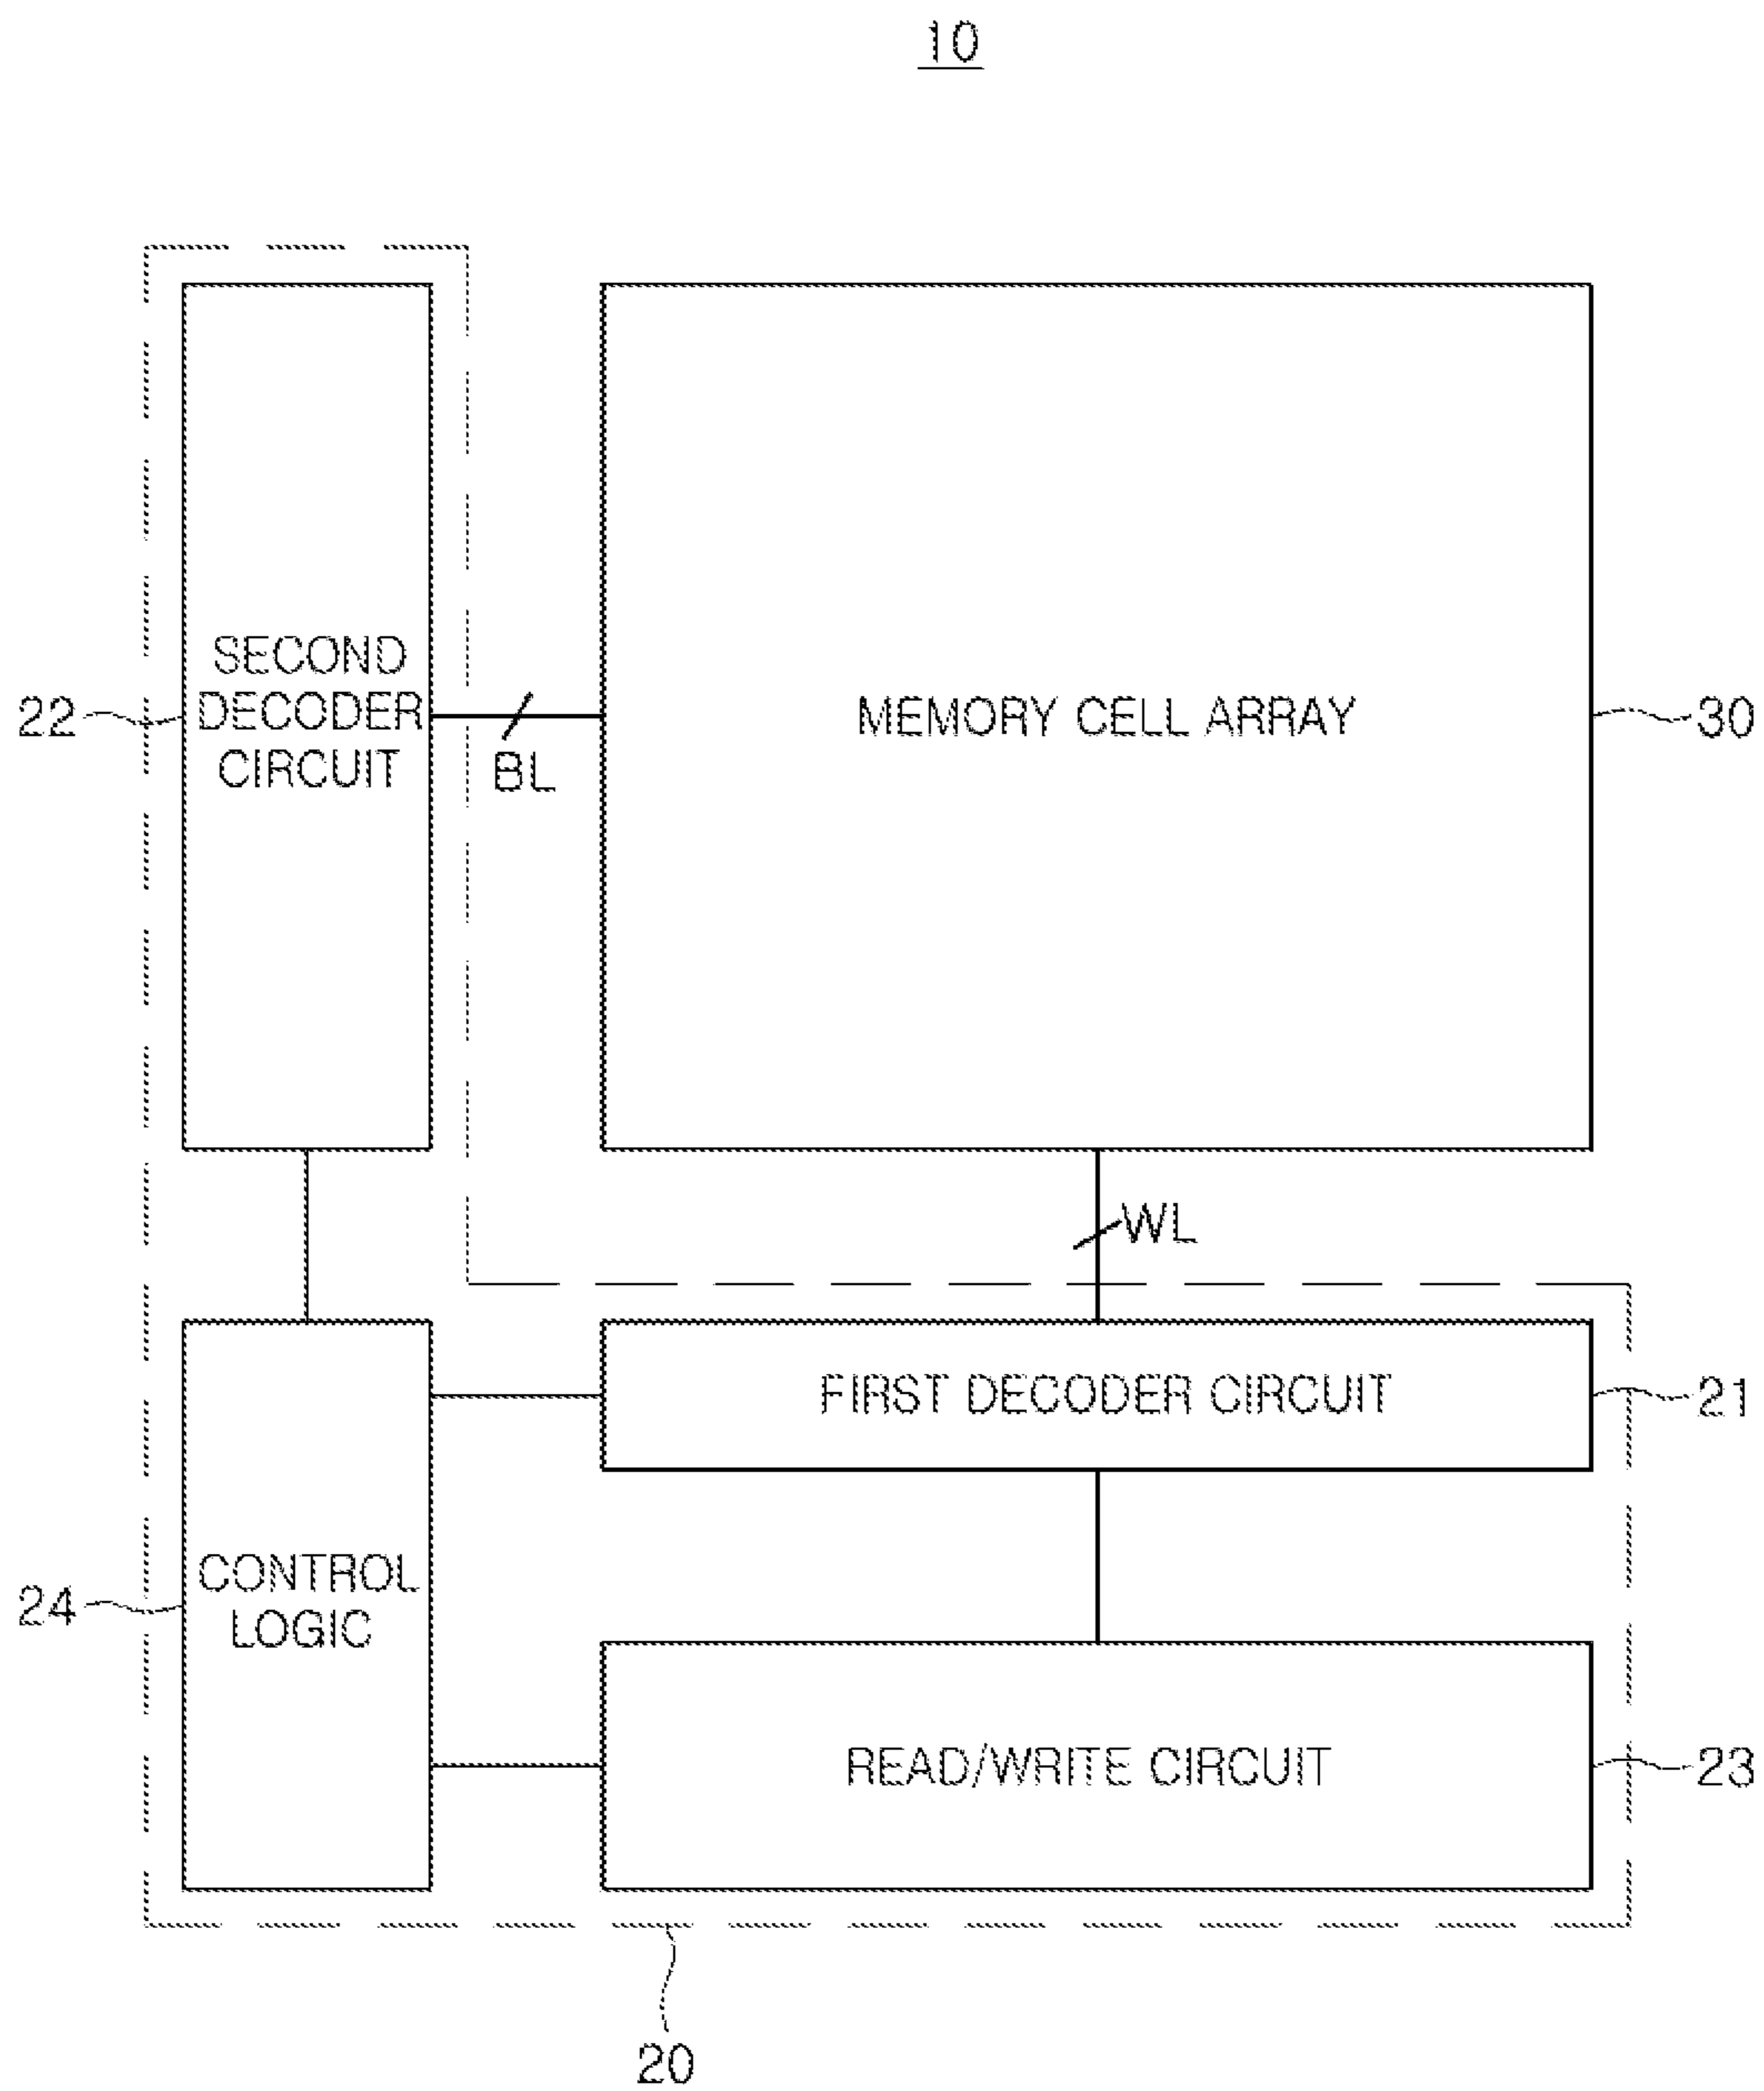 10
SECOND
DECODER
CIRCUIT
22
BL
MEMORY CELL ARRAY
30
WL
FIRST DECODER CIRCUIT
21
CONTROL
LOGIC
24
READ/WRITE CIRCUIT
23
20